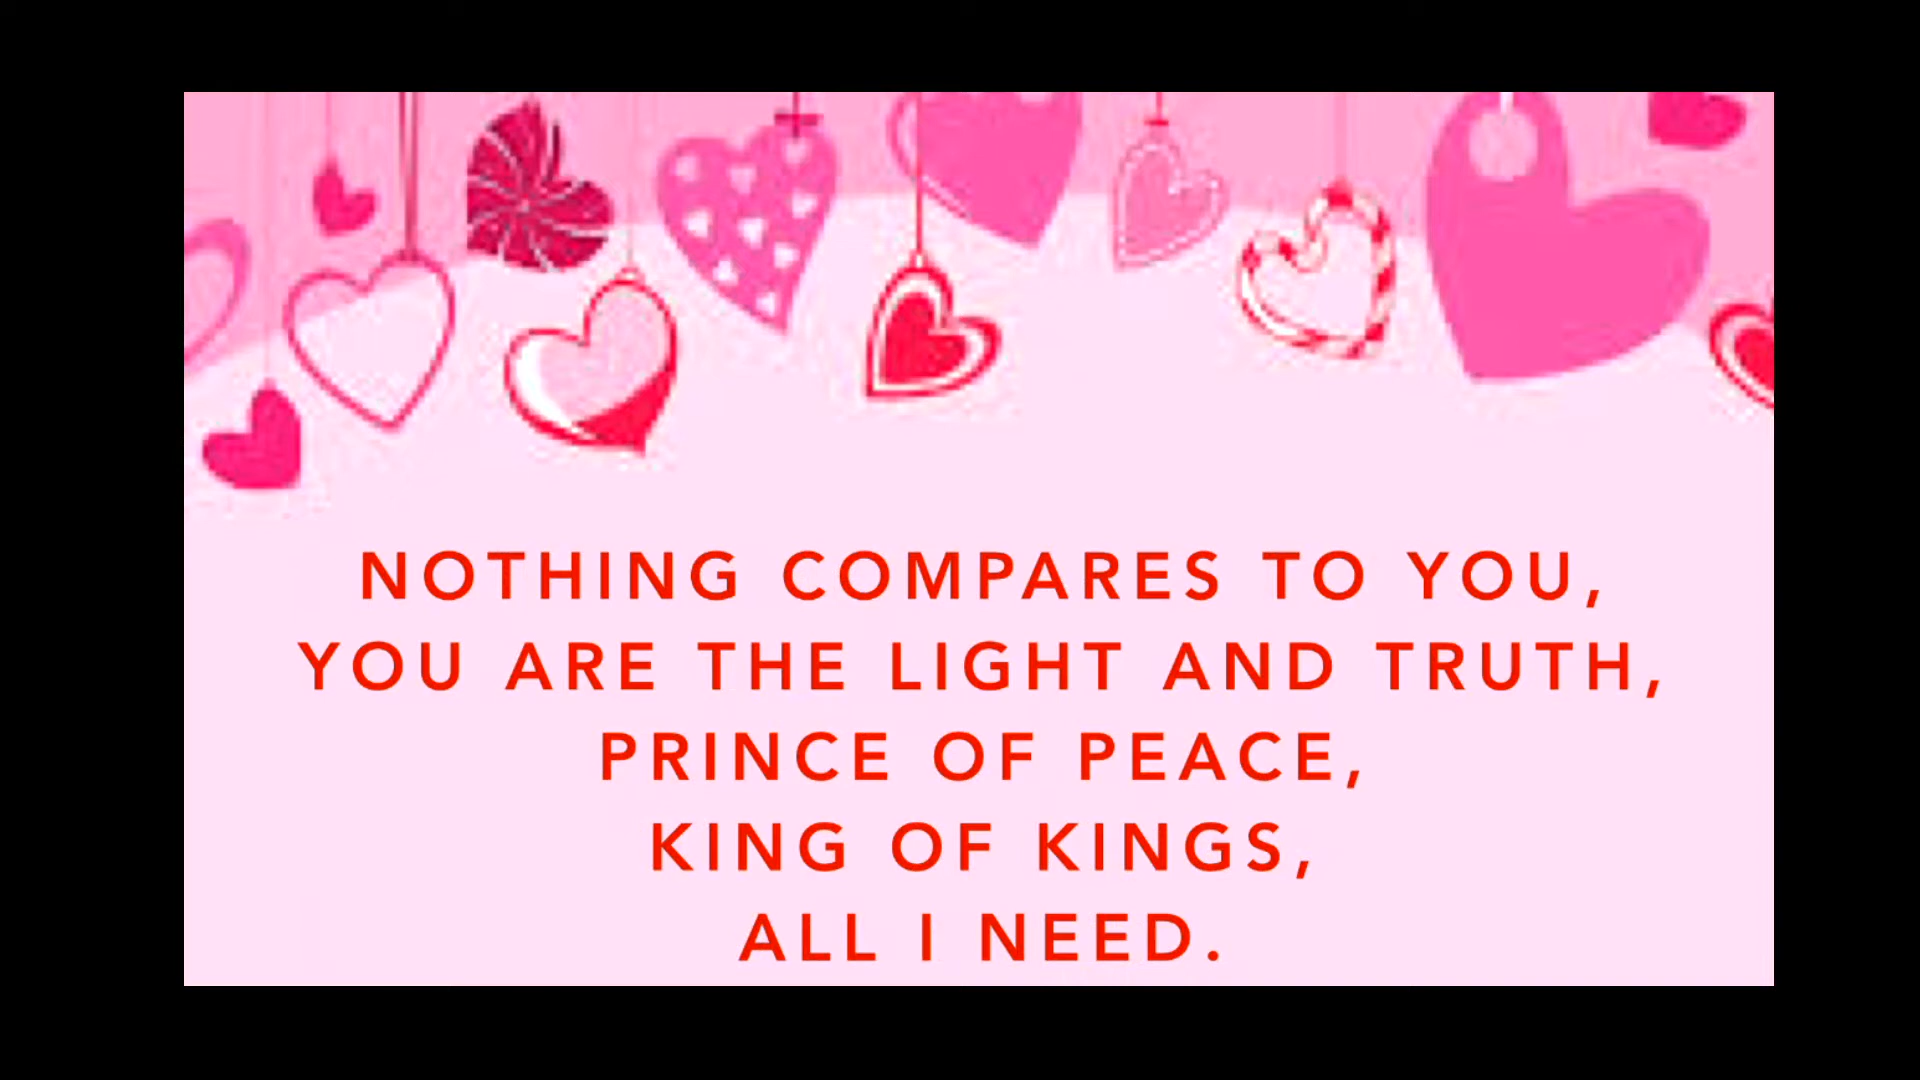 NOTHING COMPARES TO YOU,
YOU ARE THE LIGHT AND TRUTH,
PRINCE OF PEACE,
KING OF KINGS,
ALL I NEED.